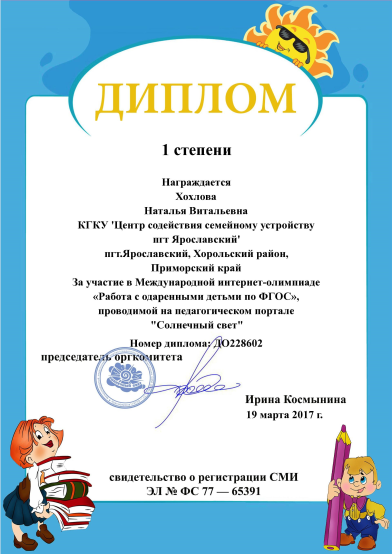 ДИПЛОМ
1 степени
Награждается
Хохлова
Наталья Витальевна
КГКУ 'Центр содействия семейному устройству
пгт Ярославский'
пгт.Ярославский, Хорольский район,
Приморский край
За участие в Международной интернет-олимпиаде
«Работа с одаренными детьми по ФГОС»,
проводимой на педагогическом портале
"Солнечный свет"
Номер диплома: ДО228602
председатель оргкомитета
Ирина Космынина
19 марта 2017 г.
свидетельство о регистрации СМИ
ЭЛ № ФС 77 — 65391